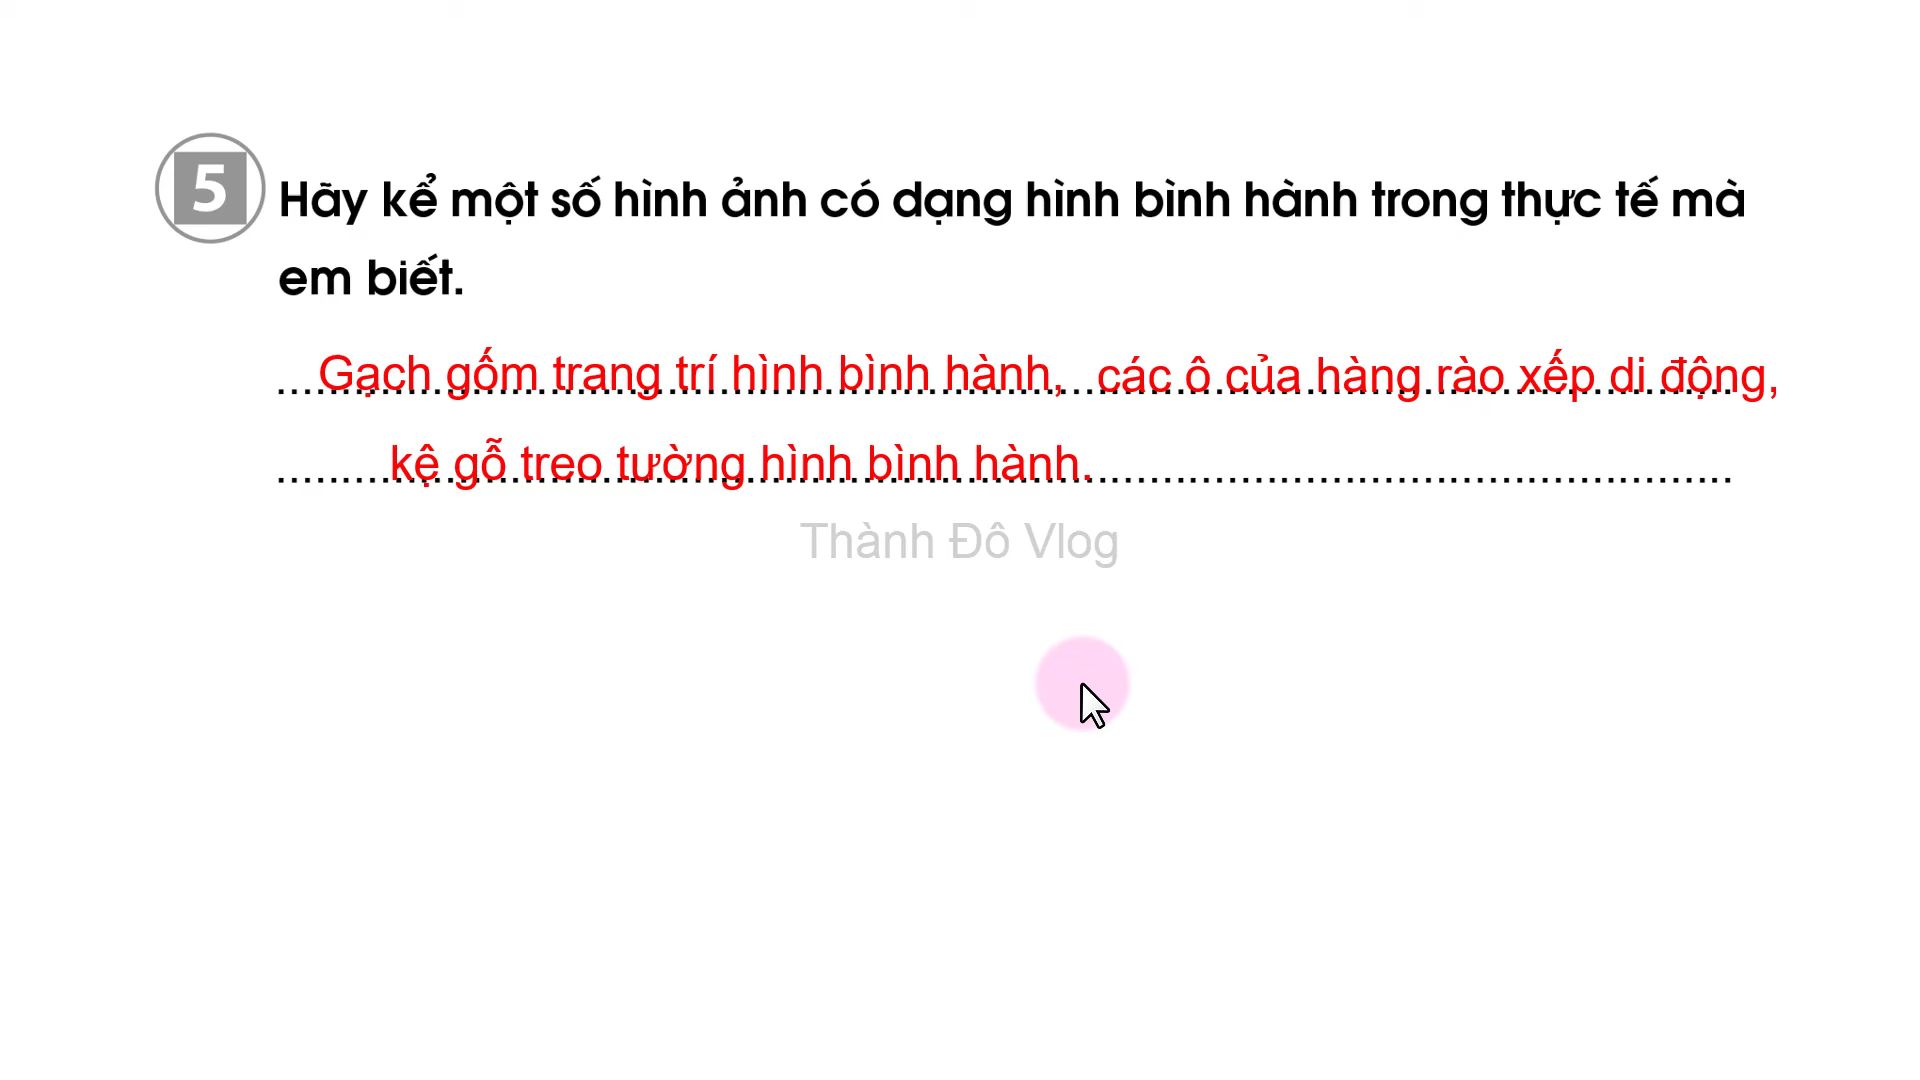 5 Hãy kể một số hình ảnh có dạng hình bình hành trong thực tế mà
em biết.
Gạch gốm trang trí hình bình hành, các ô của hàng rào xếp di động,
kệ gỗ treo tường hình bình hành.
Thành Đô Vlog